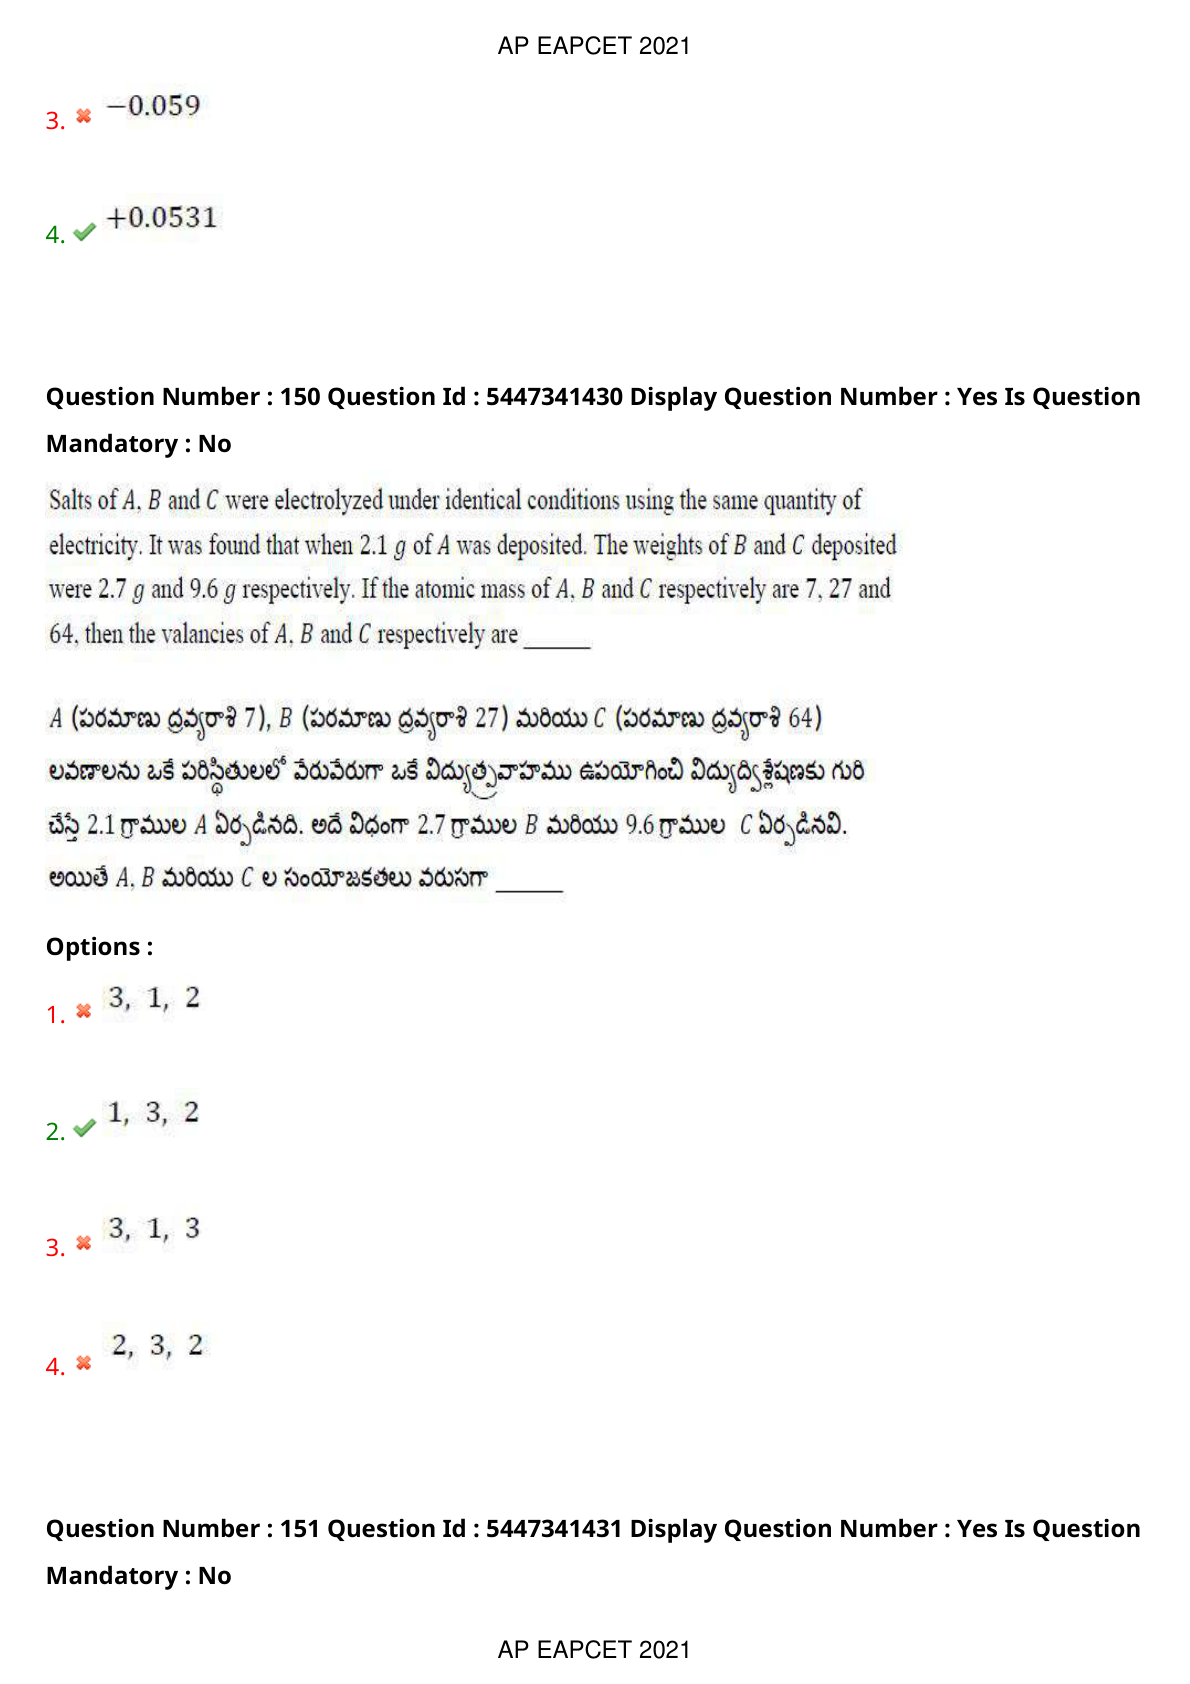 AP EAPCET 2021
3. −0.059
4. +0.0531
Question Number : 150 Question Id : 5447341430 Display Question Number : Yes Is Question
Mandatory : No
Salts of A, B and C were electrolyzed under identical conditions using the same quantity of
electricity. It was found that when 2.1 g of A was deposited. The weights of B and C deposited
were 2.7 g and 9.6 g respectively. If the atomic mass of A, B and C respectively are 7, 27 and
64, then the valancies of A, B and C respectively are ______
A (పరమాణు ద్రవ్యరాశి 7), B (పరమాణు ద్రవ్యరాశి 27) మరియు C (పరమాణు ద్రవ్యరాశి 64)
లవణాలను ఒకే పరిస్థితులలో వేరువేరుగా ఒకే విద్యుత్ప్రవాహము ఉపయోగించి విద్యుద్విశ్లేషణకు గురి
చేస్తే 2.1 గ్రాముల A ఏర్పడినది. అదే విధంగా 2.7 గ్రాముల B మరియు 9.6 గ్రాముల C ఏర్పడినవి.
అయితే A, B మరియు C ల సంయోజకతలు వరుసగా ______
Options :
1. 3, 1, 2
2. 1, 3, 2
3. 3, 1, 3
4. 2, 3, 2
Question Number : 151 Question Id : 5447341431 Display Question Number : Yes Is Question
Mandatory : No
AP EAPCET 2021